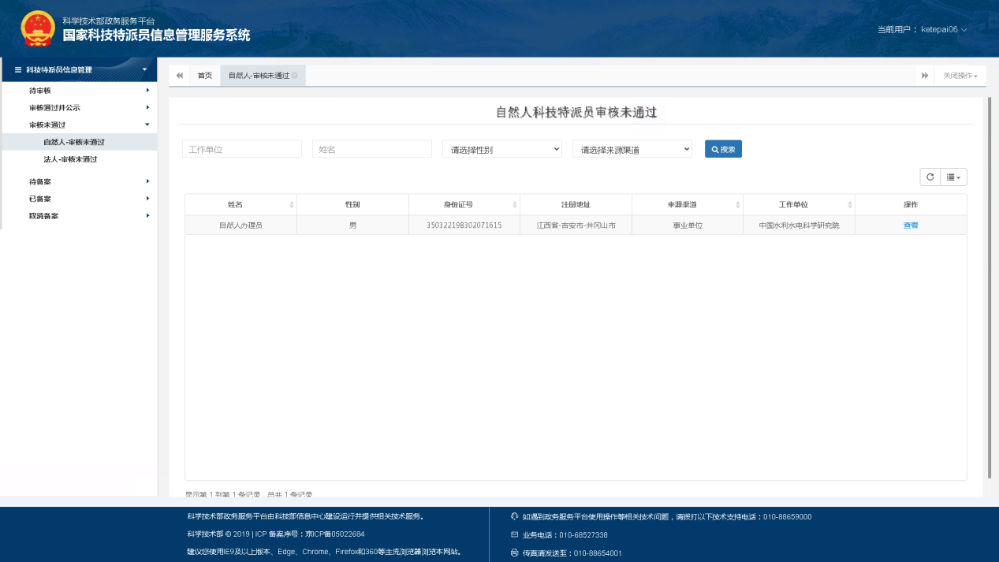 科学技术部政务服务平台
国家科技特派员信息管理服务系统
当前用户： ketepai06
科技特派员信息管理
待审核
审核通过并公示
审核未通过
自然人-审核未通过
法人-审核未通过
待备案
已备案
取消备案
首页 自然人-审核未通过 关闭操作
自然人科技特派员审核未通过
工作单位 姓名 请选择性别 请选择来源渠道 搜索
姓名 性别 身份证号 注册地址 来源渠道 工作单位 操作
自然人办理员 男 350322198302071615 江西省-吉安市-井冈山市 事业单位 中国水利水电科学研究院 查看
显示第 1 到第 1 条记录，总共 1 条记录
科学技术部政务服务平台由科技部信息中心建设运行并提供相关技术服务。
科学技术部 © 2019 | ICP 备案序号：京ICP备05022684
建议您使用IE9及以上版本、Edge、Chrome、Firefox和360等主流浏览器浏览本网站。
如遇到政务服务平台使用操作等相关技术问题，请拨打以下技术支持电话：010-88659000
业务电话：010-68527338
传真请发送至：010-88654001